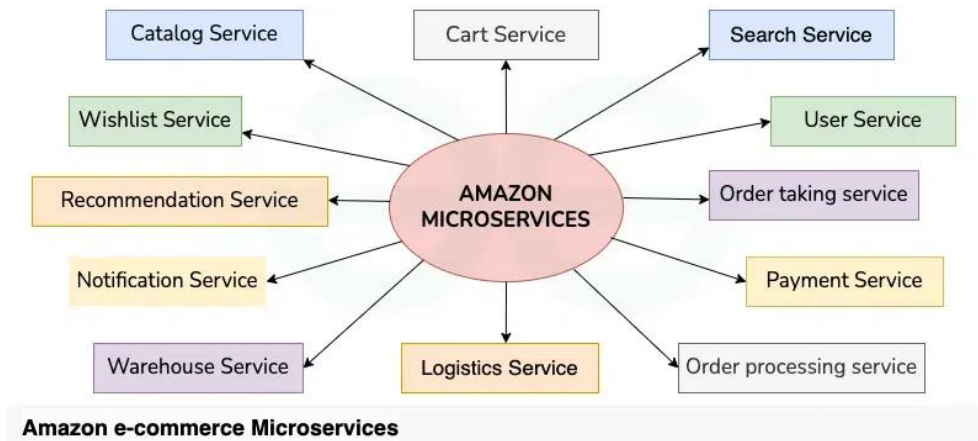 Catalog Service
Cart Service
Search Service
Wishlist Service
User Service
AMAZON
MICROSERVICES
Recommendation Service
Order taking service
Notification Service
Payment Service
Warehouse Service
Logistics Service
Order processing service
Amazon e-commerce Microservices